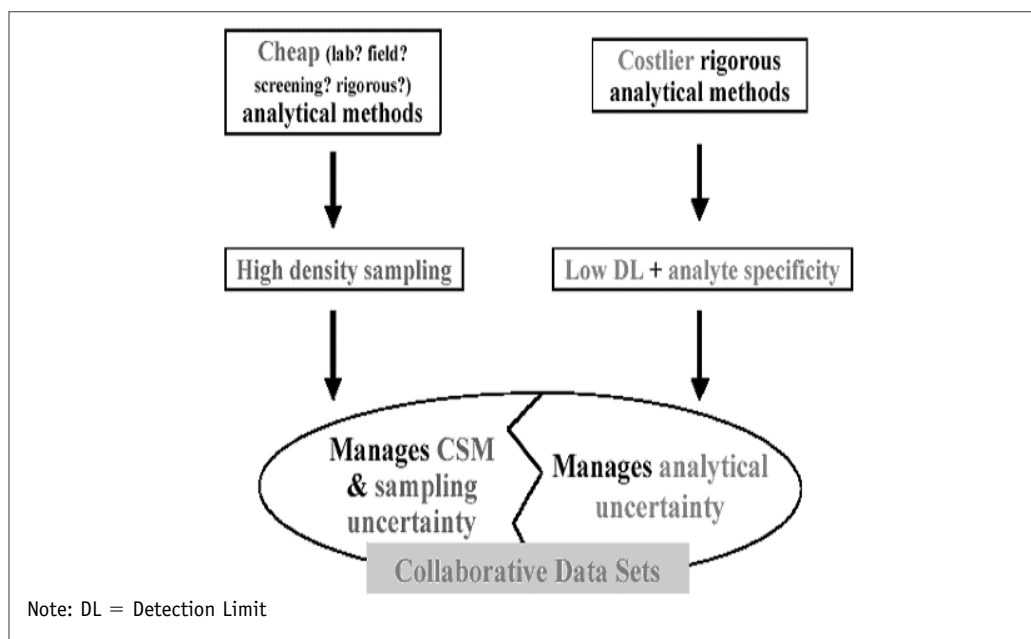 Cheap (lab? field?
screening? rigorous?)
analytical methods
Costlier rigorous
analytical methods
High density sampling
Low DL + analyte specificity
Manages CSM
& sampling
uncertainty
Manages analytical
uncertainty
Collaborative Data Sets
Note: DL = Detection Limit